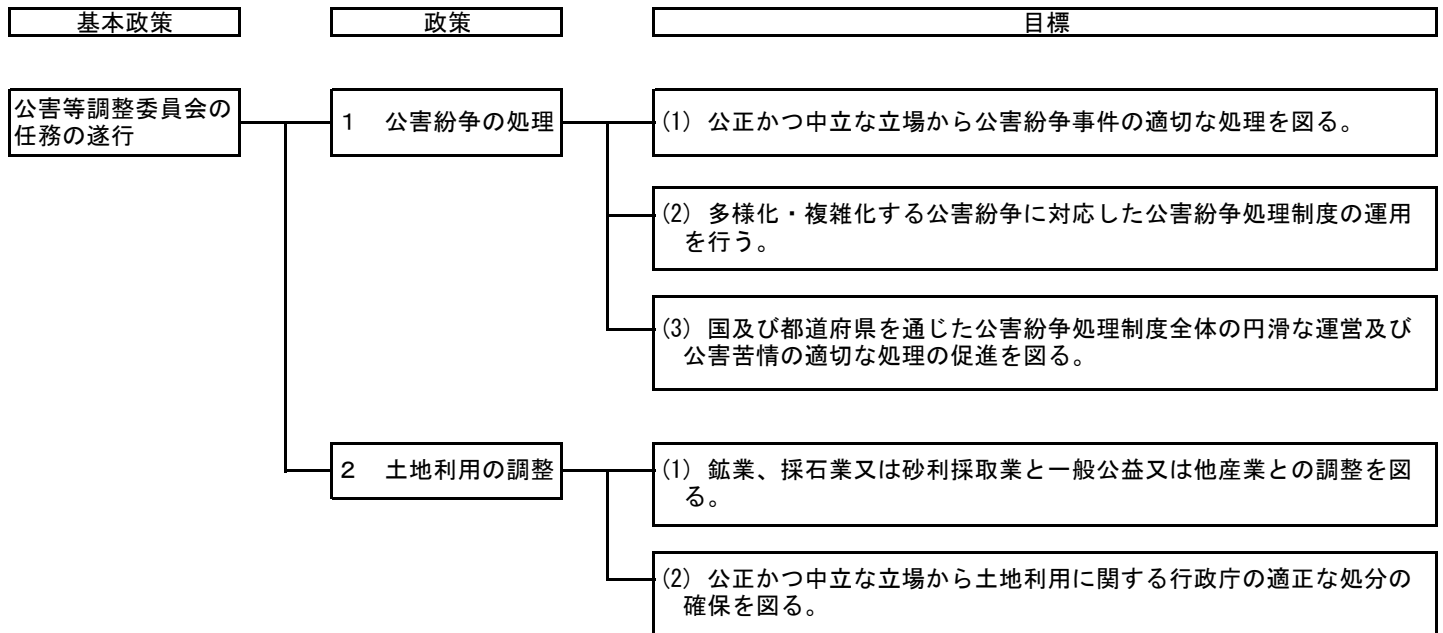 基本政策
政策
目標
公害等調整委員会の
任務の遂行
1 公害紛争の処理
(1) 公正かつ中立な立場から公害紛争事件の適切な処理を図る。
(2) 多様化・複雑化する公害紛争に対応した公害紛争処理制度の運用
を行う。
(3) 国及び都道府県を通じた公害紛争処理制度全体の円滑な運営及び
公害苦情の適切な処理の促進を図る。
2 土地利用の調整
(1) 鉱業、採石業又は砂利採取業と一般公益又は他産業との調整を図
る。
(2) 公正かつ中立な立場から土地利用に関する行政庁の適正な処分の
確保を図る。